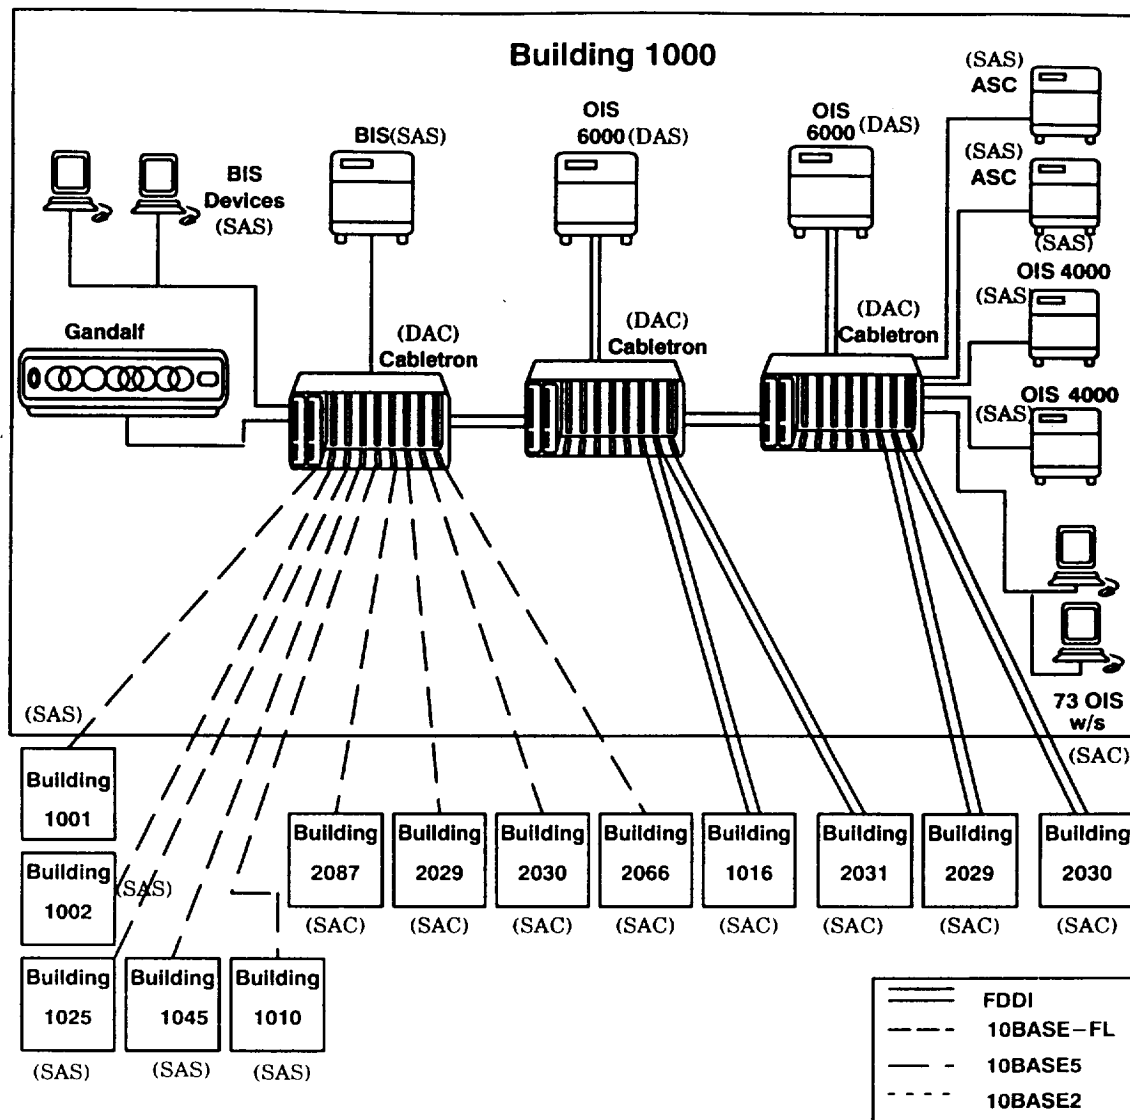 Building 1000
(SAS)
ASC
OIS
6000 (DAS)
OIS
6000 (DAS)
BIS(SAS)
(SAS)
ASC
BIS
Devices
(SAS)
(SAS)
OIS 4000
(SAS)
Gandalf
(DAC)
Cabletron
(DAC)
Cabletron
(DAC)
Cabletron
OIS 4000
(SAS)
73 OIS
w/s
(SAS)
(SAC)
Building
1001
Building
1002
(SAS)
Building
2087
(SAC)
Building
2029
(SAC)
Building
2030
(SAC)
Building
2066
(SAC)
Building
1016
(SAC)
Building
2031
(SAC)
Building
2029
(SAC)
Building
2030
(SAC)
Building
1025
(SAS)
Building
1045
(SAS)
Building
1010
(SAS)
FDDI
10BASE-FL
10BASE5
10BASE2